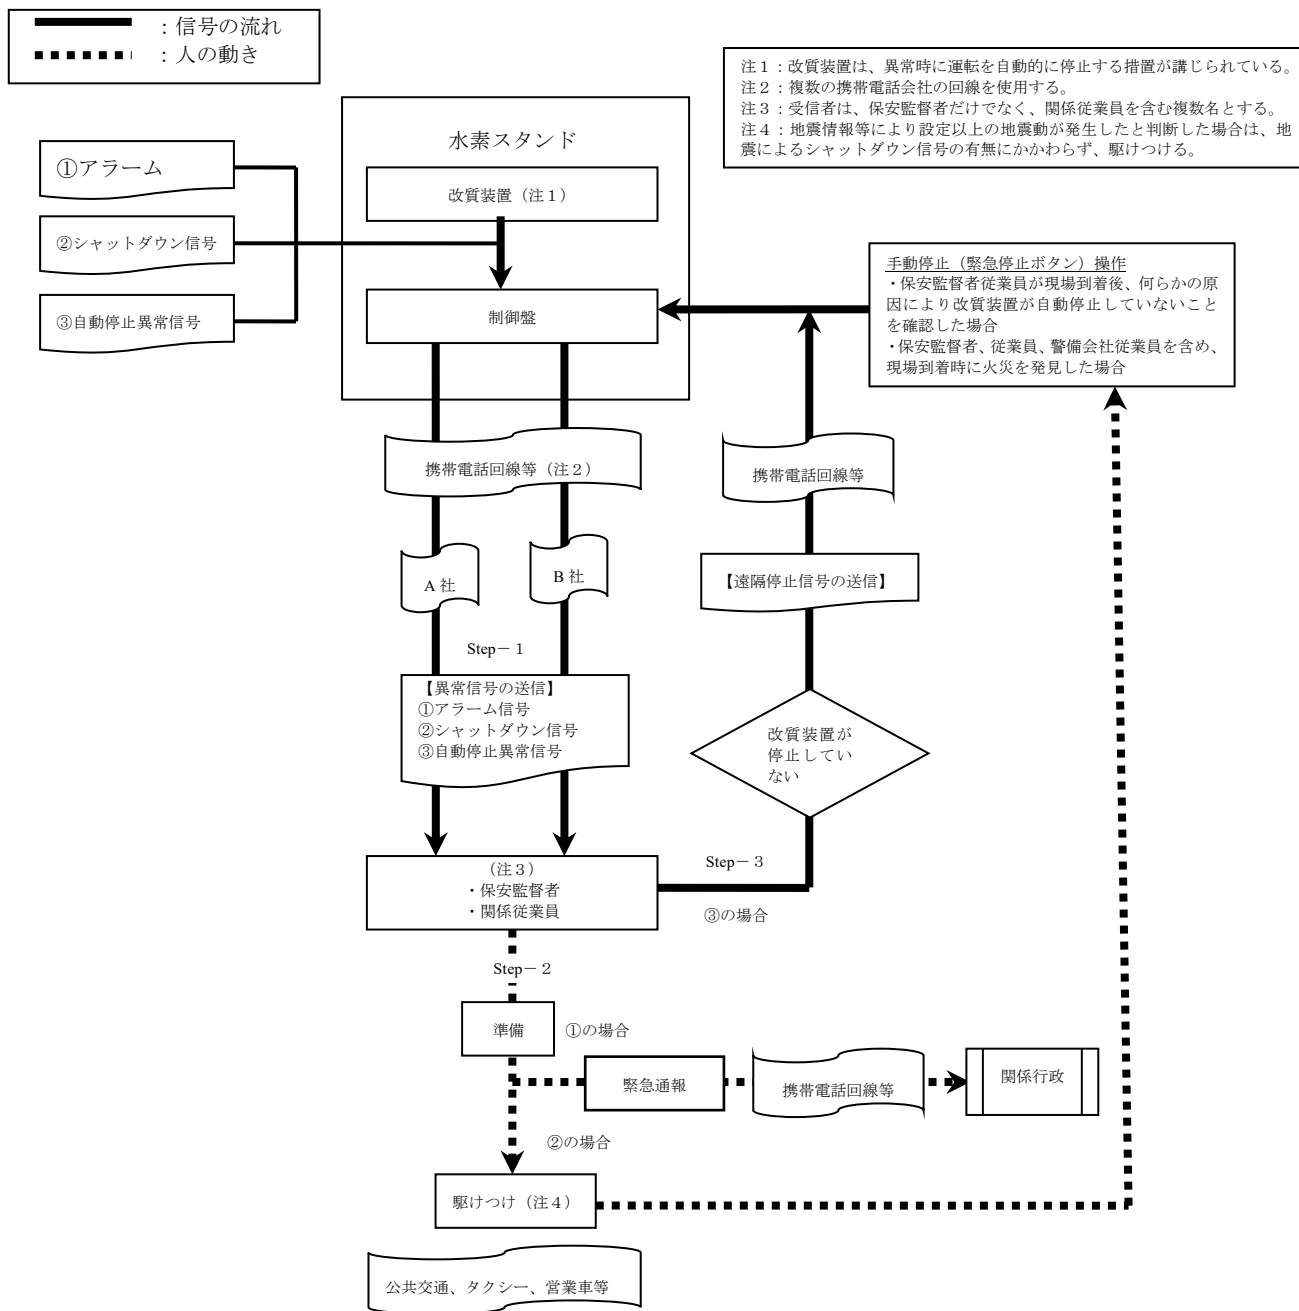 ：信号の流れ
：人の動き
注１：改質装置は、異常時に運転を自動的に停止する措置が講じられている。
注２：複数の携帯電話会社の回線を使用する。
注３：受信者は、保安監督者だけでなく、関係従業員を含む複数名とする。
注４：地震情報等により設定以上の地震動が発生したと判断した場合は、地
震によるシャットダウン信号の有無にかかわらず、駆けつける。
水素スタンド
①アラーム
改質装置（注１）
②シャットダウン信号
③自動停止異常信号
制御盤
手動停止（緊急停止ボタン）操作
・保安監督者従業員が現場到着後、何らかの原
因により改質装置が自動停止していないこと
を確認した場合
・保安監督者、従業員、警備会社従業員を含め、
現場到着時に火災を発見した場合
携帯電話回線等（注２）
携帯電話回線等
A 社
B 社
【遠隔停止信号の送信】
Step－１
【異常信号の送信】
①アラーム信号
②シャットダウン信号
③自動停止異常信号
改質装置が
停止してい
ない
（注３）
・保安監督者
・関係従業員
Step－３
③の場合
Step－２
準備
①の場合
緊急通報
携帯電話回線等
関係行政
②の場合
駆けつけ（注４）
公共交通、タクシー、営業車等